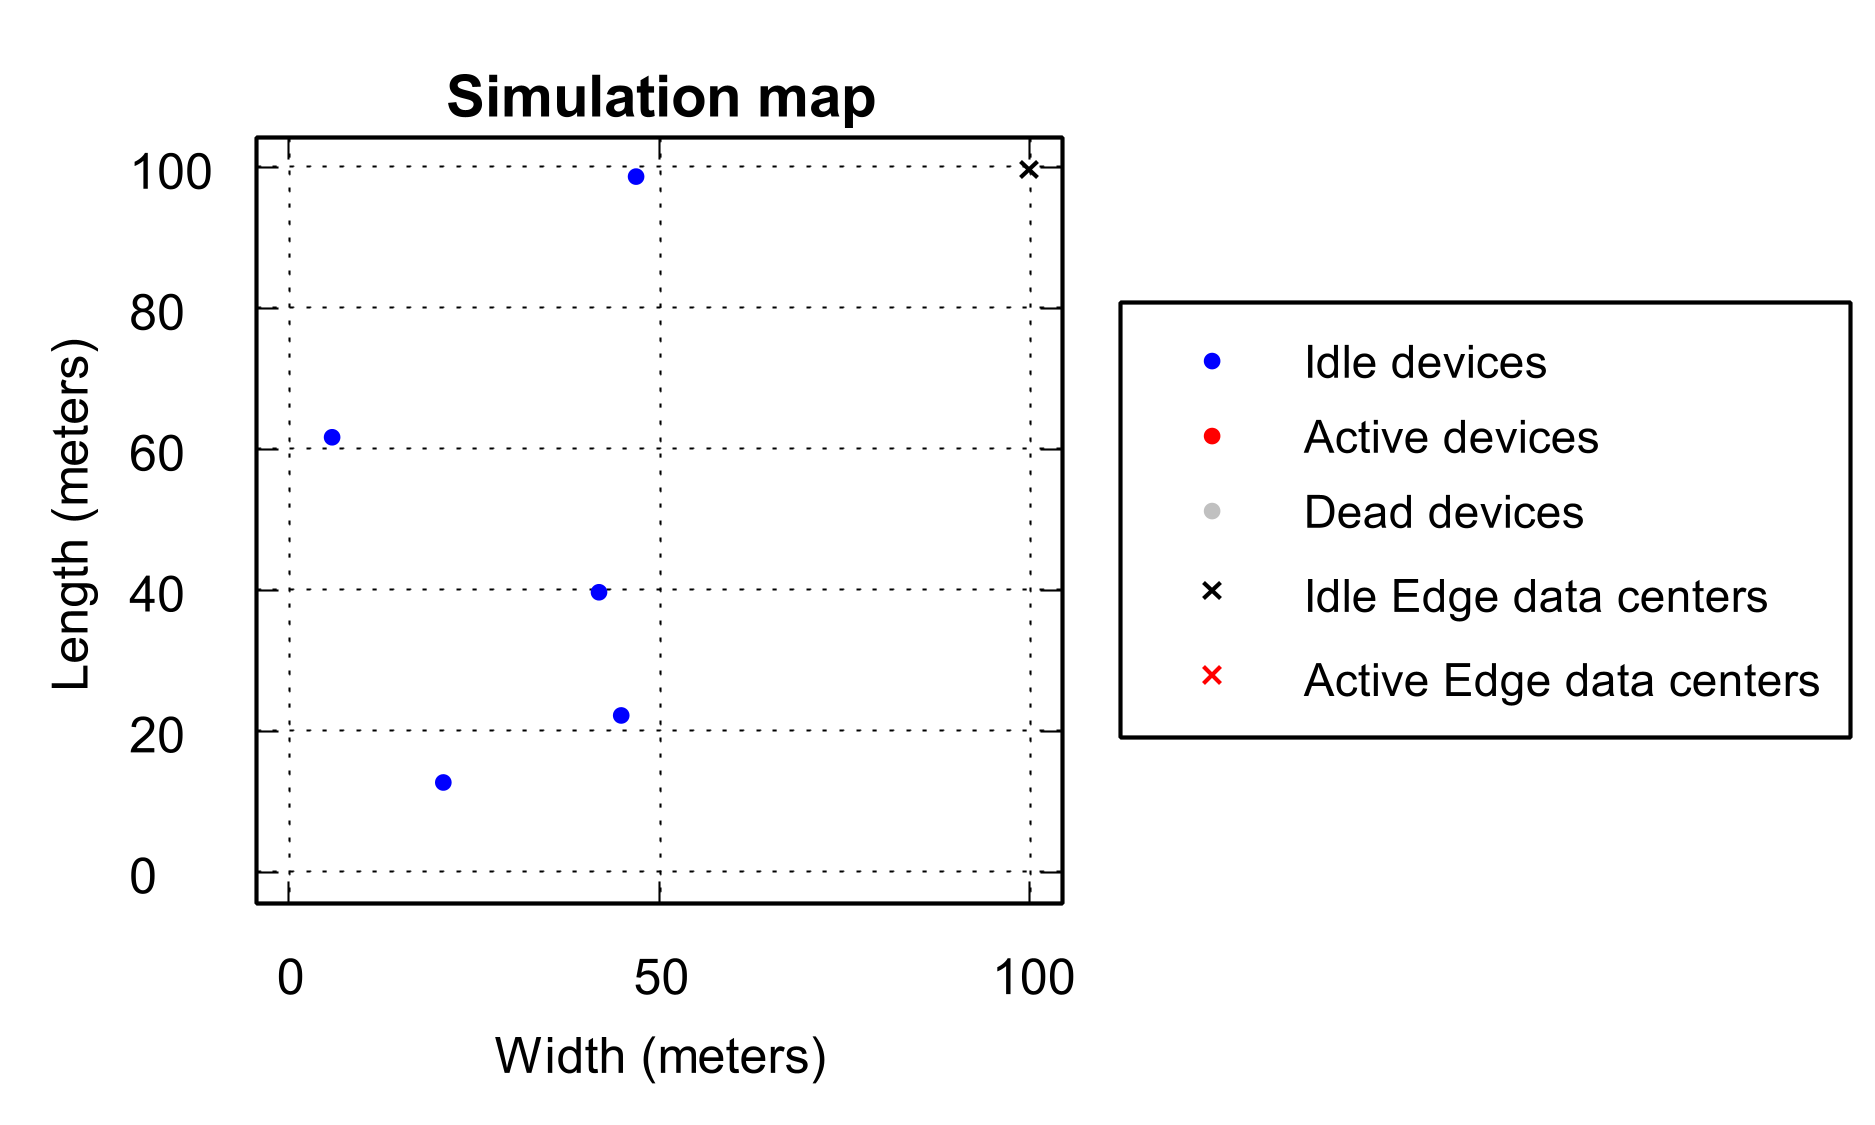 Simulation map
100
80
60
40
20
0
Length (meters)
0 50 100
Width (meters)
Idle devices
Active devices
Dead devices
Idle Edge data centers
Active Edge data centers